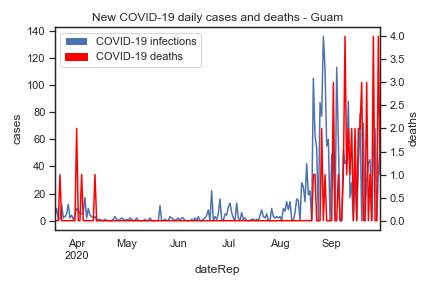 New COVID-19 daily cases and deaths - Guam
COVID-19 infections
COVID-19 deaths
140
120
100
80
60
40
20
0
cases
4.0
3.5
3.0
2.5
2.0
1.5
1.0
0.5
0.0
deaths
Apr May Jun Jul Aug Sep
2020
dateRep